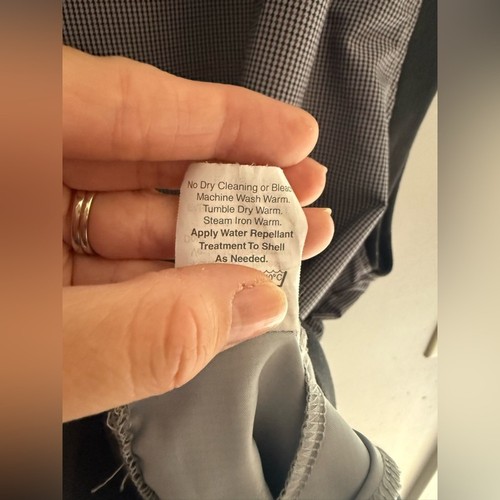 No Dry Cleaning or Bleac
Machine Wash Warm.
Tumble Dry Warm.
Steam Iron Warm.
Apply Water Repellant
Treatment To Shell
As Needed.